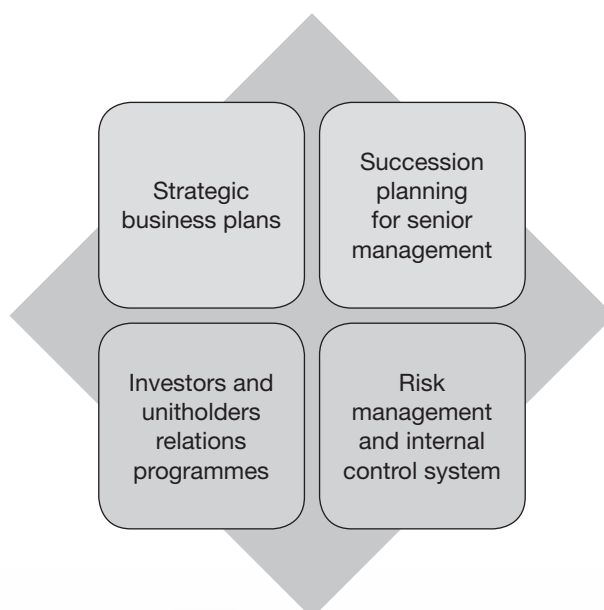 Strategic
business plans
Succession
planning
for senior
management
Investors and
unitholders
relations
programmes
Risk
management
and internal
control system